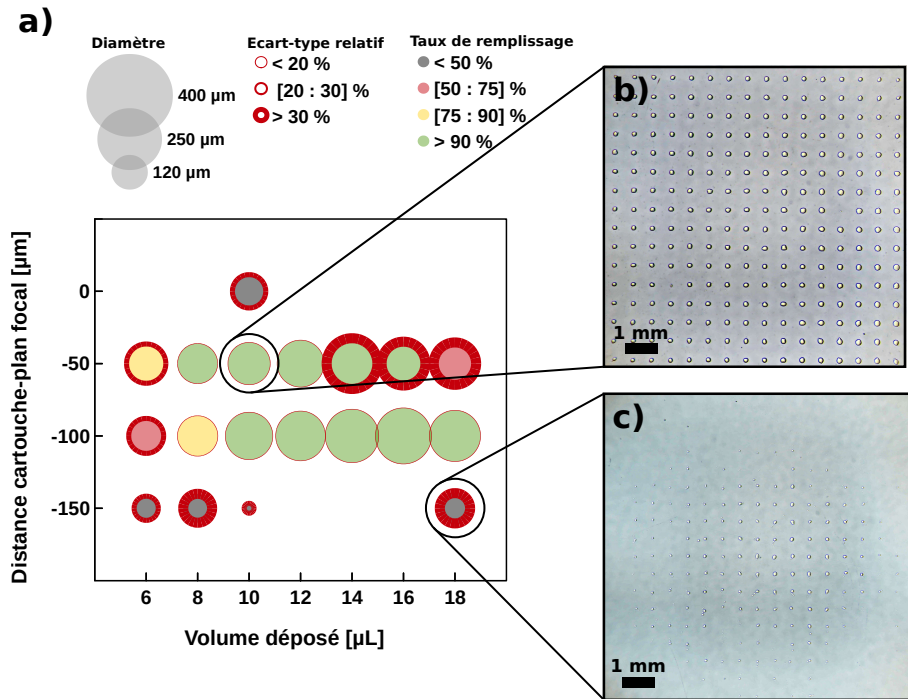 a)
Diamètre
400 µm
250 µm
120 µm
Ecart-type relatif
< 20 %
[20 : 30] %
> 30 %
Taux de remplissage
< 50 %
[50 : 75] %
[75 : 90] %
> 90 %
b)
1 mm
c)
1 mm
Distance cartouche-plan focal [µm]
0
-50
-100
-150
6 8 10 12 14 16 18
Volume déposé [µL]